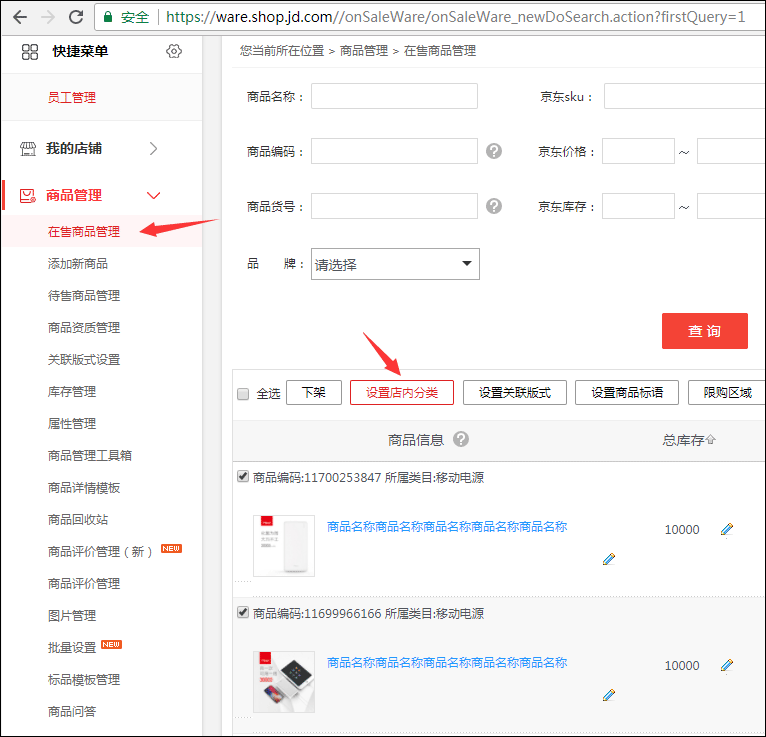 安全 https://ware.shop.jd.com//onSaleWare/onSaleWare_newDoSearch.action?firstQuery=1
快捷菜单
员工管理
我的店铺
商品管理
在售商品管理
添加新商品
待售商品管理
商品资质管理
关联版式设置
库存管理
属性管理
商品管理工具箱
商品详情模板
商品回收站
商品评价管理（新） NEW
商品评价管理
图片管理
批量设置 NEW
标品模板管理
商品问答
您当前所在位置 > 商品管理 > 在售商品管理
商品名称： 京东sku：
商品编码： ? 京东价格： ~
商品货号： ? 京东库存： ~
品 牌： 请选择
查 询
全选 下架 设置店内分类 设置关联版式 设置商品标语 限购区域
商品信息 ? 总库存
商品编码:11700253847 所属类目:移动电源
商品名称商品名称商品名称商品名称商品名称 10000
商品编码:11699966166 所属类目:移动电源
商品名称商品名称商品名称商品名称商品名称 10000